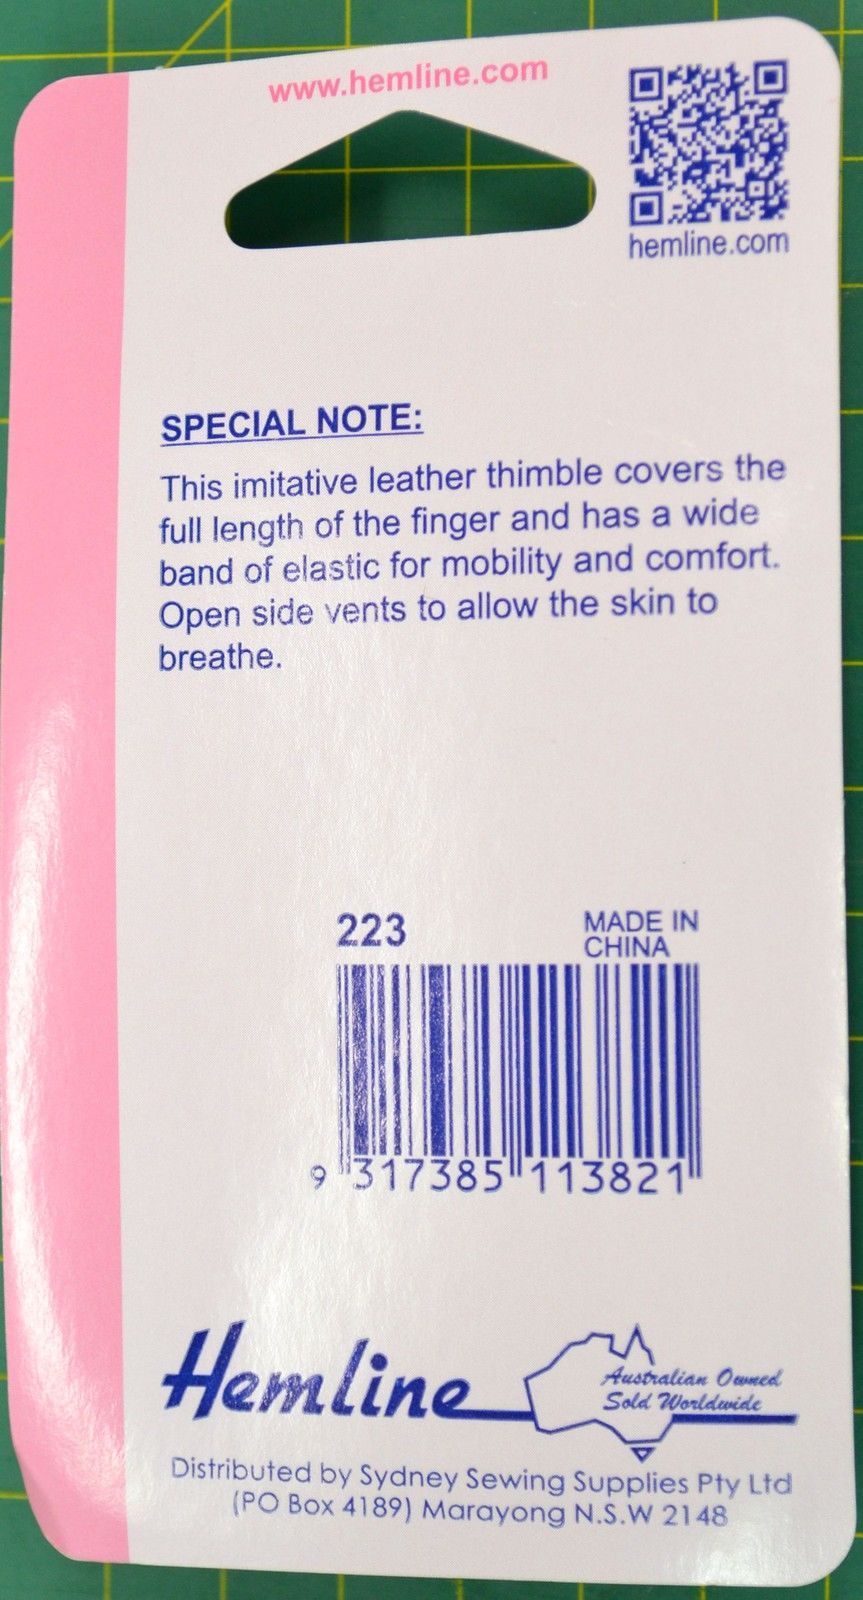 www.hemline.com
hemline.com
SPECIAL NOTE:
This imitative leather thimble covers the
full length of the finger and has a wide
band of elastic for mobility and comfort.
Open side vents to allow the skin to
breathe.
223
MADE IN
CHINA
9 317385 113821
Hemline
Australian Owned
Sold Worldwide
Distributed by Sydney Sewing Supplies Pty Ltd
(PO Box 4189) Marayong N.S.W 2148